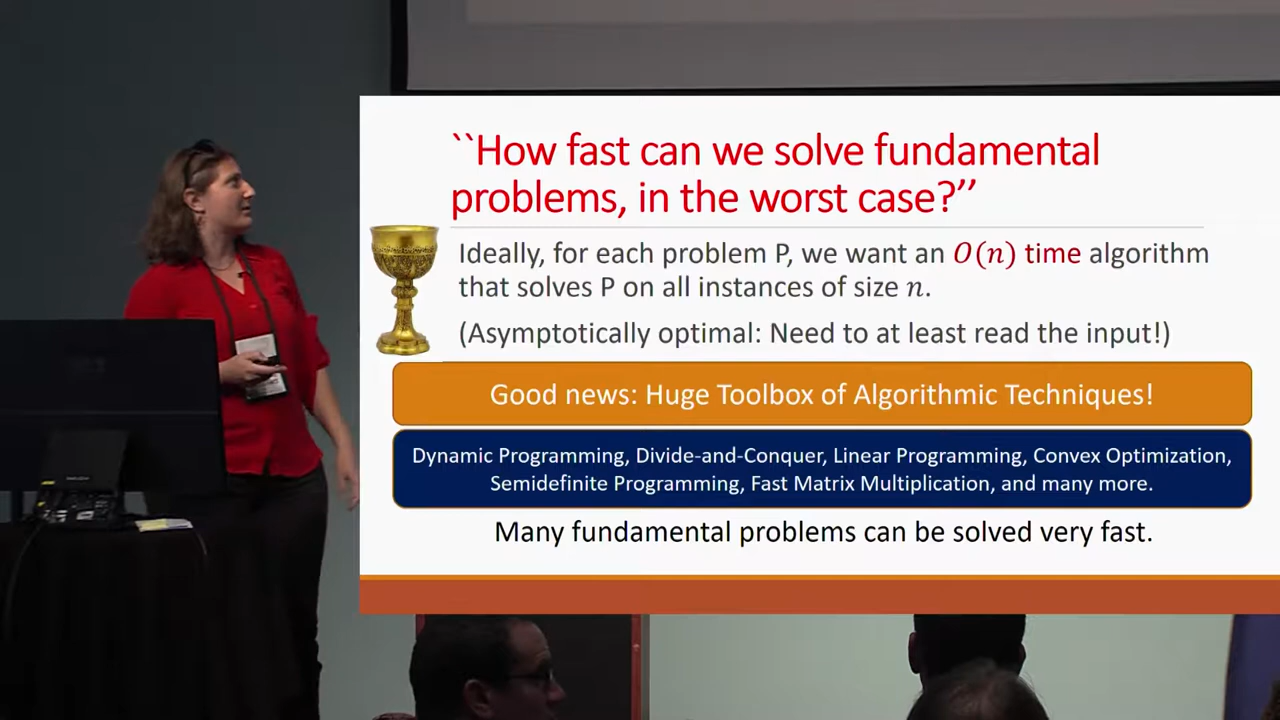 ``How fast can we solve fundamental
problems, in the worst case?’’
Ideally, for each problem P, we want an O(n) time algorithm
that solves P on all instances of size n.
(Asymptotically optimal: Need to at least read the input!)
Good news: Huge Toolbox of Algorithmic Techniques!
Dynamic Programming, Divide-and-Conquer, Linear Programming, Convex Optimization,
Semidefinite Programming, Fast Matrix Multiplication, and many more.
Many fundamental problems can be solved very fast.